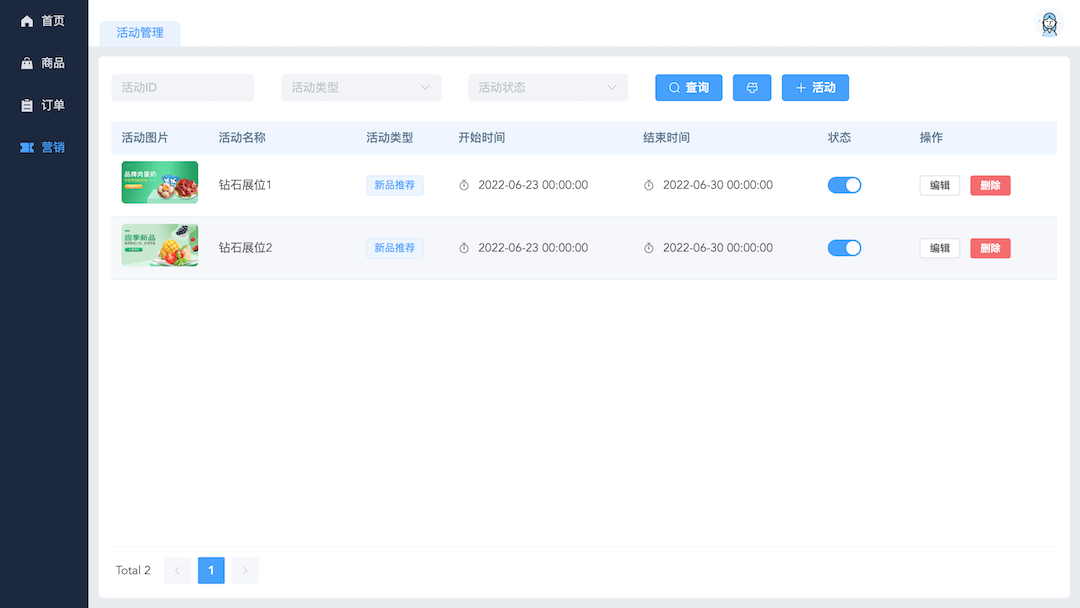 首页
商品
订单
营销
活动管理
活动ID
活动类型
活动状态
查询
活动
活动图片 活动名称 活动类型 开始时间 结束时间 状态 操作
品牌肉蛋奶
钻石展位1 新品推荐 2022-06-23 00:00:00 2022-06-30 00:00:00 编辑 删除
应季新品
钻石展位2 新品推荐 2022-06-23 00:00:00 2022-06-30 00:00:00 编辑 删除
Total 2 1